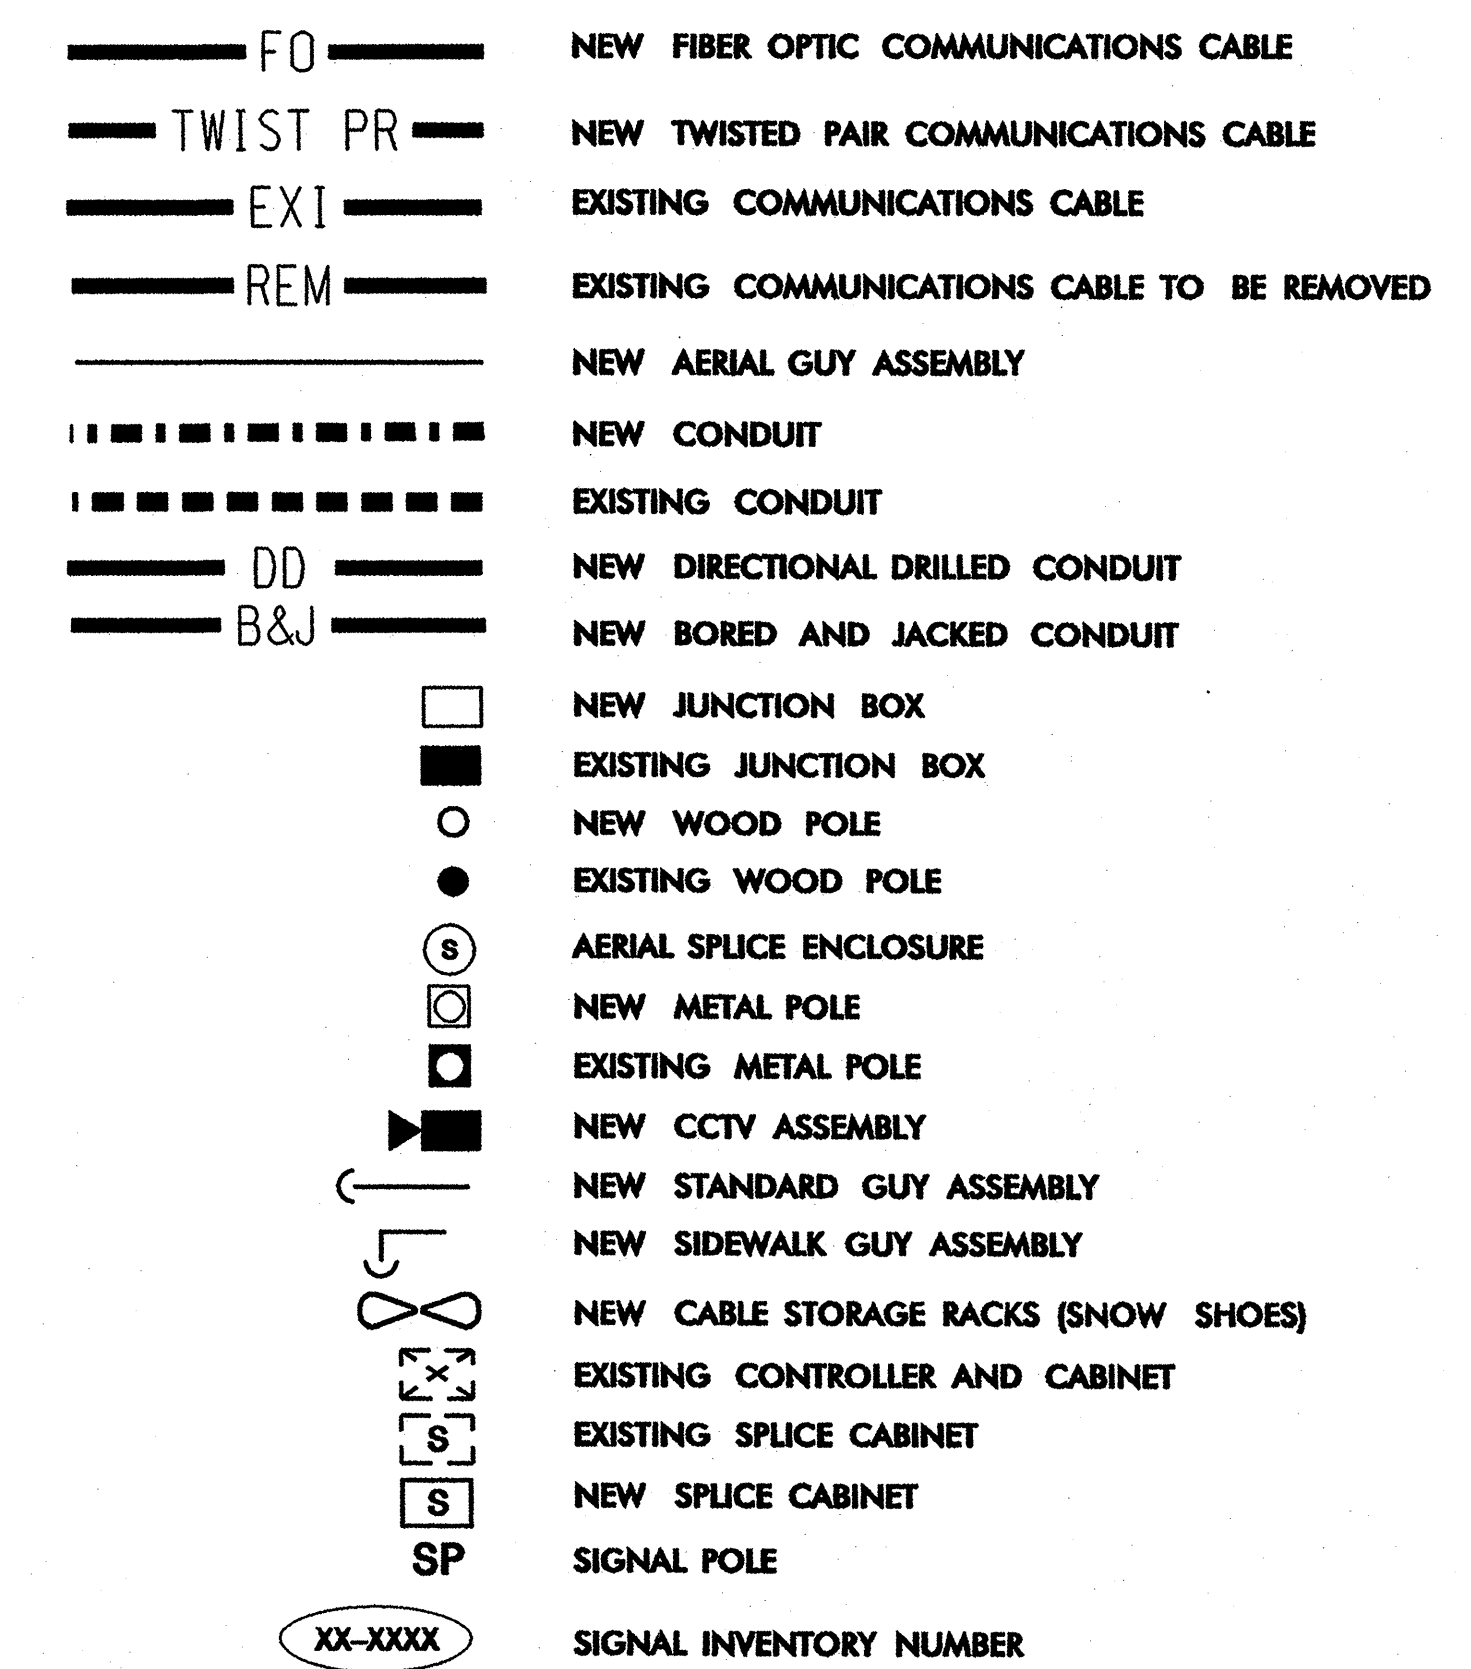 FO NEW FIBER OPTIC COMMUNICATIONS CABLE
TWIST PR NEW TWISTED PAIR COMMUNICATIONS CABLE
EXI EXISTING COMMUNICATIONS CABLE
REM EXISTING COMMUNICATIONS CABLE TO BE REMOVED
NEW AERIAL GUY ASSEMBLY
NEW CONDUIT
EXISTING CONDUIT
DD NEW DIRECTIONAL DRILLED CONDUIT
B&J NEW BORED AND JACKED CONDUIT
NEW JUNCTION BOX
EXISTING JUNCTION BOX
NEW WOOD POLE
EXISTING WOOD POLE
S AERIAL SPLICE ENCLOSURE
NEW METAL POLE
EXISTING METAL POLE
NEW CCTV ASSEMBLY
NEW STANDARD GUY ASSEMBLY
NEW SIDEWALK GUY ASSEMBLY
NEW CABLE STORAGE RACKS (SNOW SHOES)
EXISTING CONTROLLER AND CABINET
S EXISTING SPLICE CABINET
S NEW SPLICE CABINET
SP SIGNAL POLE
XX-XXXX SIGNAL INVENTORY NUMBER